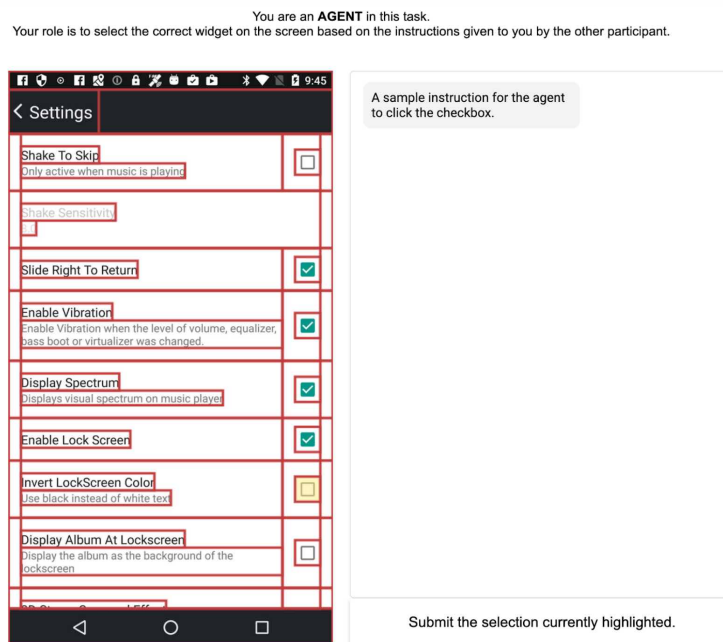 You are an AGENT in this task.
Your role is to select the correct widget on the screen based on the instructions given to you by the other participant.
9:45
Settings
A sample instruction for the agent
to click the checkbox.
Shake To Skip
Only active when music is playing
Shake Sensitivity
Slide Right To Return
Enable Vibration
Enable Vibration when the level of volume, equalizer,
bass boot or virtualizer was changed.
Display Spectrum
Displays visual spectrum on music player
Enable Lock Screen
Invert LockScreen Color
Use black instead of white text
Display Album At Lockscreen
Display the album as the background of the
lockscreen
Submit the selection currently highlighted.